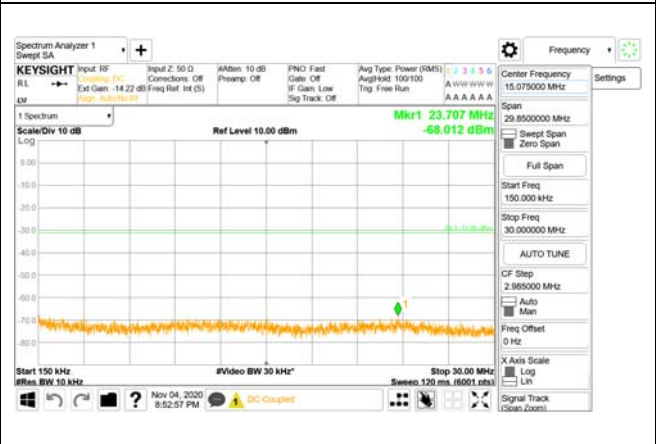 Spectrum Analyzer 1
Swept SA
+
Frequency
KEYSIGHT
RL
Input: RF
Coupling: DC
Ext Gain: -14.22 dB
Align: Auto/No RF
Input Z: 50 Ω
Corrections: Off
Freq Ref: Int (S)
#Atten: 10 dB
Preamp: Off
PNO: Fast
Gate: Off
IF Gain: Low
Sig Track: Off
Avg Type: Power (RMS)
Avg|Hold: 100/100
Trig: Free Run
1 2 3 4 5 6
A W W W W W
A A A A A A
Center Frequency
15.075000 MHz
Settings
1 Spectrum
Mkr1 23.707 MHz
Scale/Div 10 dB
Ref Level 10.00 dBm
-68.012 dBm
Log
0.00
-10.0
-20.0
-30.0
-40.0
-50.0
-60.0
-70.0
-80.0
1
Start 150 kHz
#Video BW 30 kHz*
Stop 30.00 MHz
#Res BW 10 kHz
Sweep 120 ms (6001 pts)
Span
29.8500000 MHz
Swept Span
Zero Span
Full Span
Start Freq
150.000 kHz
Stop Freq
30.000000 MHz
AUTO TUNE
CF Step
2.985000 MHz
Auto
Man
Freq Offset
0 Hz
X Axis Scale
Log
Lin
Signal Track
(Span Zoom)
?
Nov 04, 2020
8:52:57 PM
1
DC Coupled